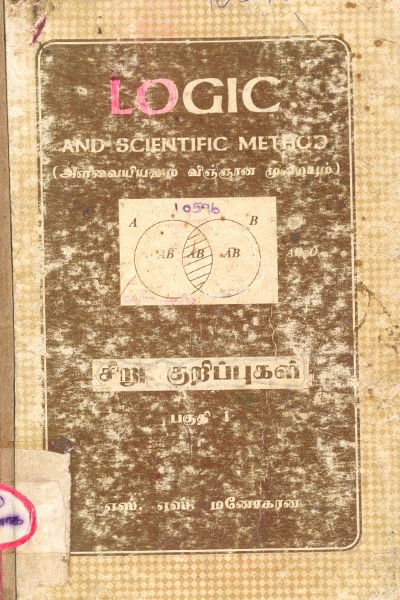 LOGIC
AND SCIENTIFIC METHOD
(அளவையியலும் விஞ்ஞான முறையும்)
10596
A B
AB AB AB
சிறு குறிப்புகள்
பகுதி I
எஸ். எஸ். மனோகரன்